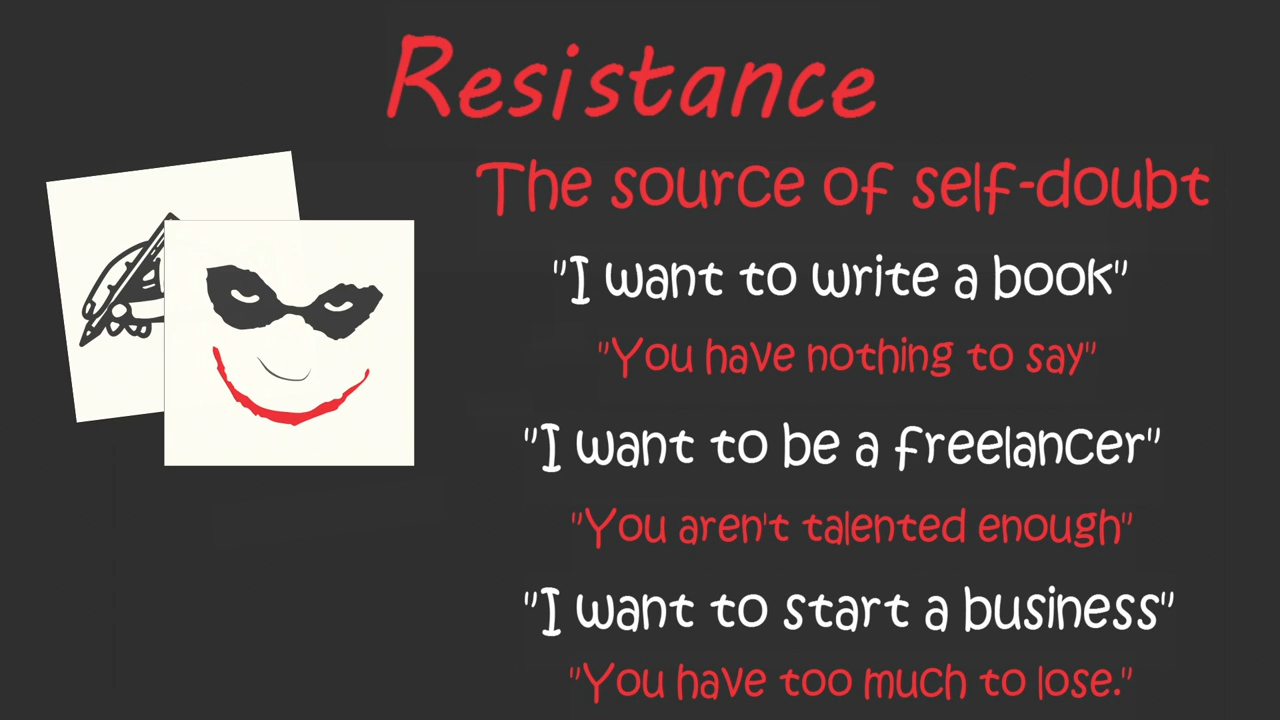 Resistance
The source of self-doubt
"I want to write a book"
"You have nothing to say"
"I want to be a freelancer"
"You aren't talented enough"
"I want to start a business"
"You have too much to lose."